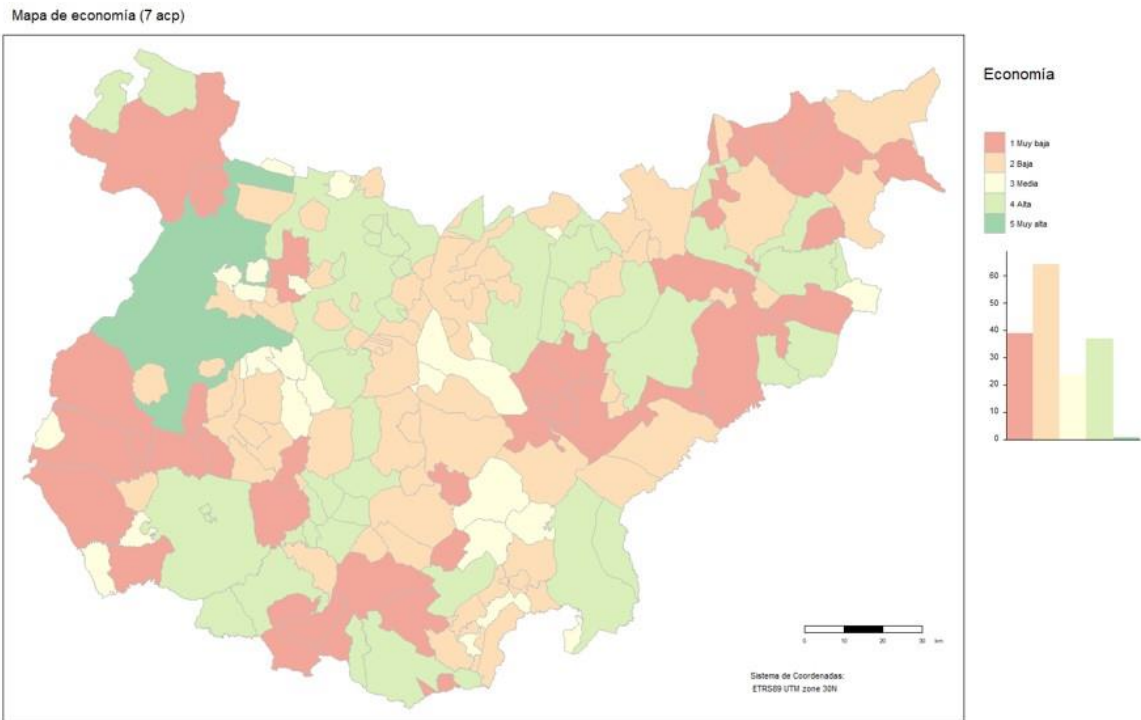 Mapa de economía (7 acp)
Economía
1 Muy baja
2 Baja
3 Media
4 Alta
5 Muy alta
60
50
40
30
20
10
0
0 10 20 30 km
Sistema de Coordenadas:
ETRS89 UTM zone 30N